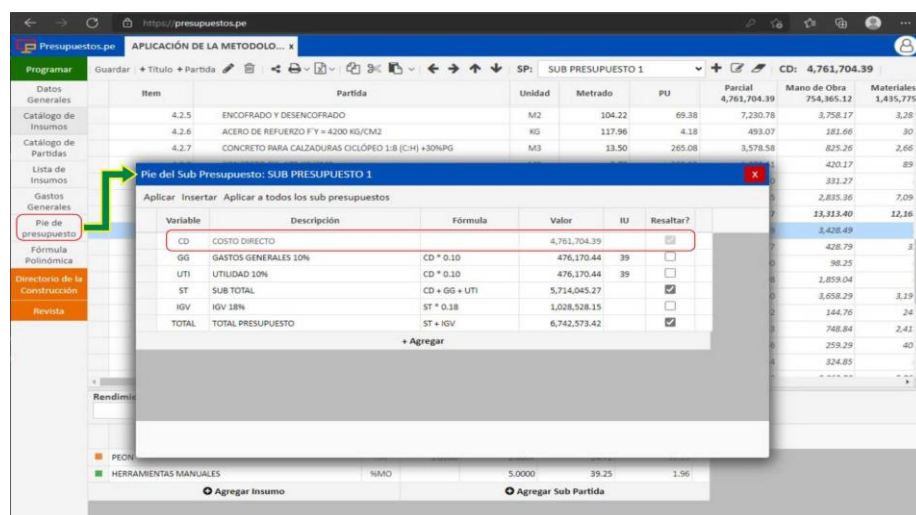 https://presupuestos.pe
Presupuestos.pe APLICACIÓN DE LA METODOLO... x
Programar Guardar + Título + Partida SP: SUB PRESUPUESTO 1 CD: 4,761,704.39
Datos Generales
Catálogo de Insumos
Catálogo de Partidas
Lista de Insumos
Gastos Generales
Pie de presupuesto
Fórmula Polinómica
Directorio de la Construcción
Revista
Item Partida Unidad Metrado PU Parcial 4,761,704.39 Mano de Obra 754,365.12 Materiales 1,435,775
4.2.5 ENCOFRADO Y DESENCOFRADO M2 104.22 69.38 7,230.78 3,758.17 3,28
4.2.6 ACERO DE REFUERZO F'Y = 4200 KG/CM2 KG 117.96 4.18 493.07 181.66 30
4.2.7 CONCRETO PARA CALZADURAS CICLÓPEO 1:8 (C:H) +30%PG M3 13.50 265.08 3,578.58 825.26 2,66
420.17 89
331.27
2,835.36 7,09
13,313.40 12,16
3,428.49
428.79 3
98.25
1,859.04
3,658.29 3,19
144.76 24
748.84 2,41
259.29 40
324.85
Pie del Sub Presupuesto: SUB PRESUPUESTO 1 x
Aplicar Insertar Aplicar a todos los sub presupuestos
Variable Descripción Fórmula Valor IU Resaltar?
CD COSTO DIRECTO 4,761,704.39
GG GASTOS GENERALES 10% CD * 0.10 476,170.44 39
UTI UTILIDAD 10% CD * 0.10 476,170.44 39
ST SUB TOTAL CD + GG + UTI 5,714,045.27
IGV IGV 18% ST * 0.18 1,028,528.15
TOTAL TOTAL PRESUPUESTO ST + IGV 6,742,573.42
+ Agregar
Rendimie
PEON
HERRAMIENTAS MANUALES %MO 5.0000 39.25 1.96
Agregar Insumo Agregar Sub Partida